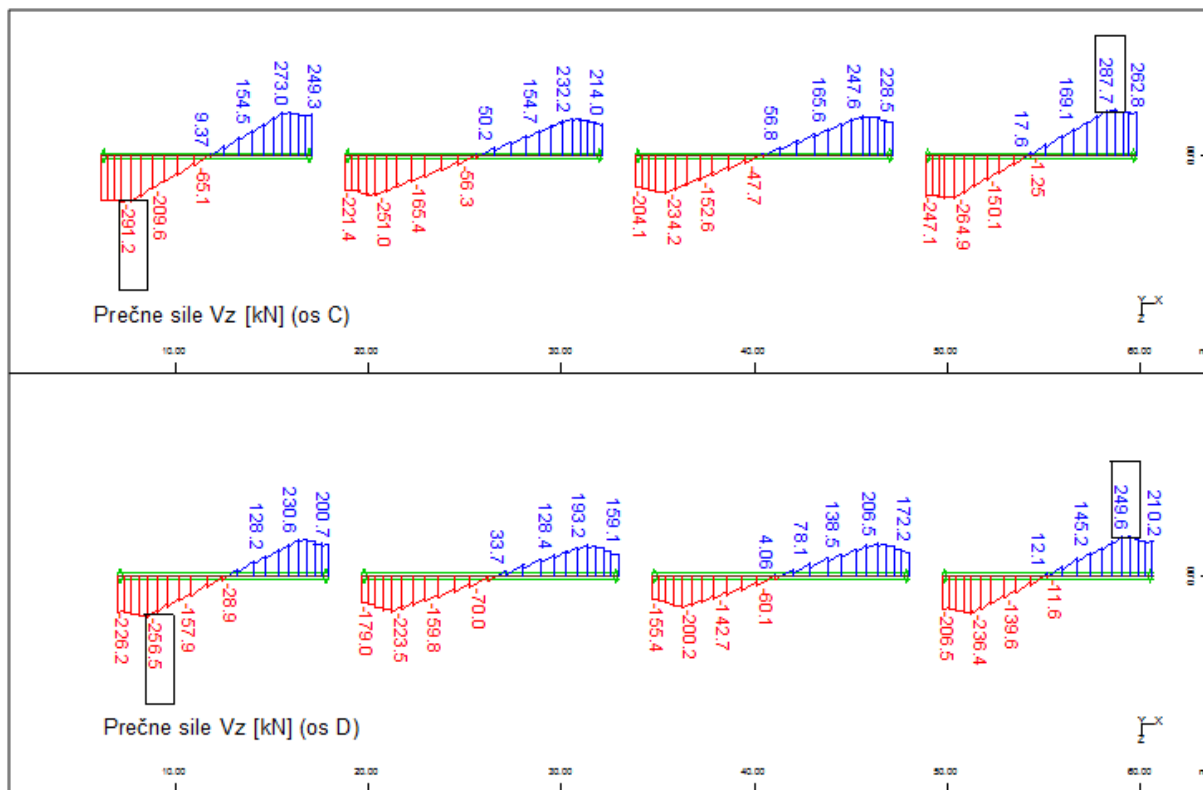 9.37 154.5 273.0 249.3 50.2 154.7 232.2 214.0 56.8 165.6 247.6 228.5 17.6 169.1 287.7 262.8
-291.2 -209.6 -65.1 -221.4 -251.0 -165.4 -56.3 -204.1 -234.2 -152.6 -47.7 -247.1 -264.9 -150.1 -1.25
Prečne sile Vz [kN] (os C)
Y X
Z
10.00 20.00 30.00 40.00 50.00 60.00
128.2 230.6 200.7 33.7 128.4 193.2 159.1 4.06 78.1 138.5 206.5 172.2 12.1 145.2 249.6 210.2
-226.2 -256.5 -157.9 -28.9 -179.0 -223.5 -159.8 -70.0 -155.4 -200.2 -142.7 -60.1 -206.5 -236.4 -139.6 -11.6
Prečne sile Vz [kN] (os D)
Y X
Z
10.00 20.00 30.00 40.00 50.00 60.00